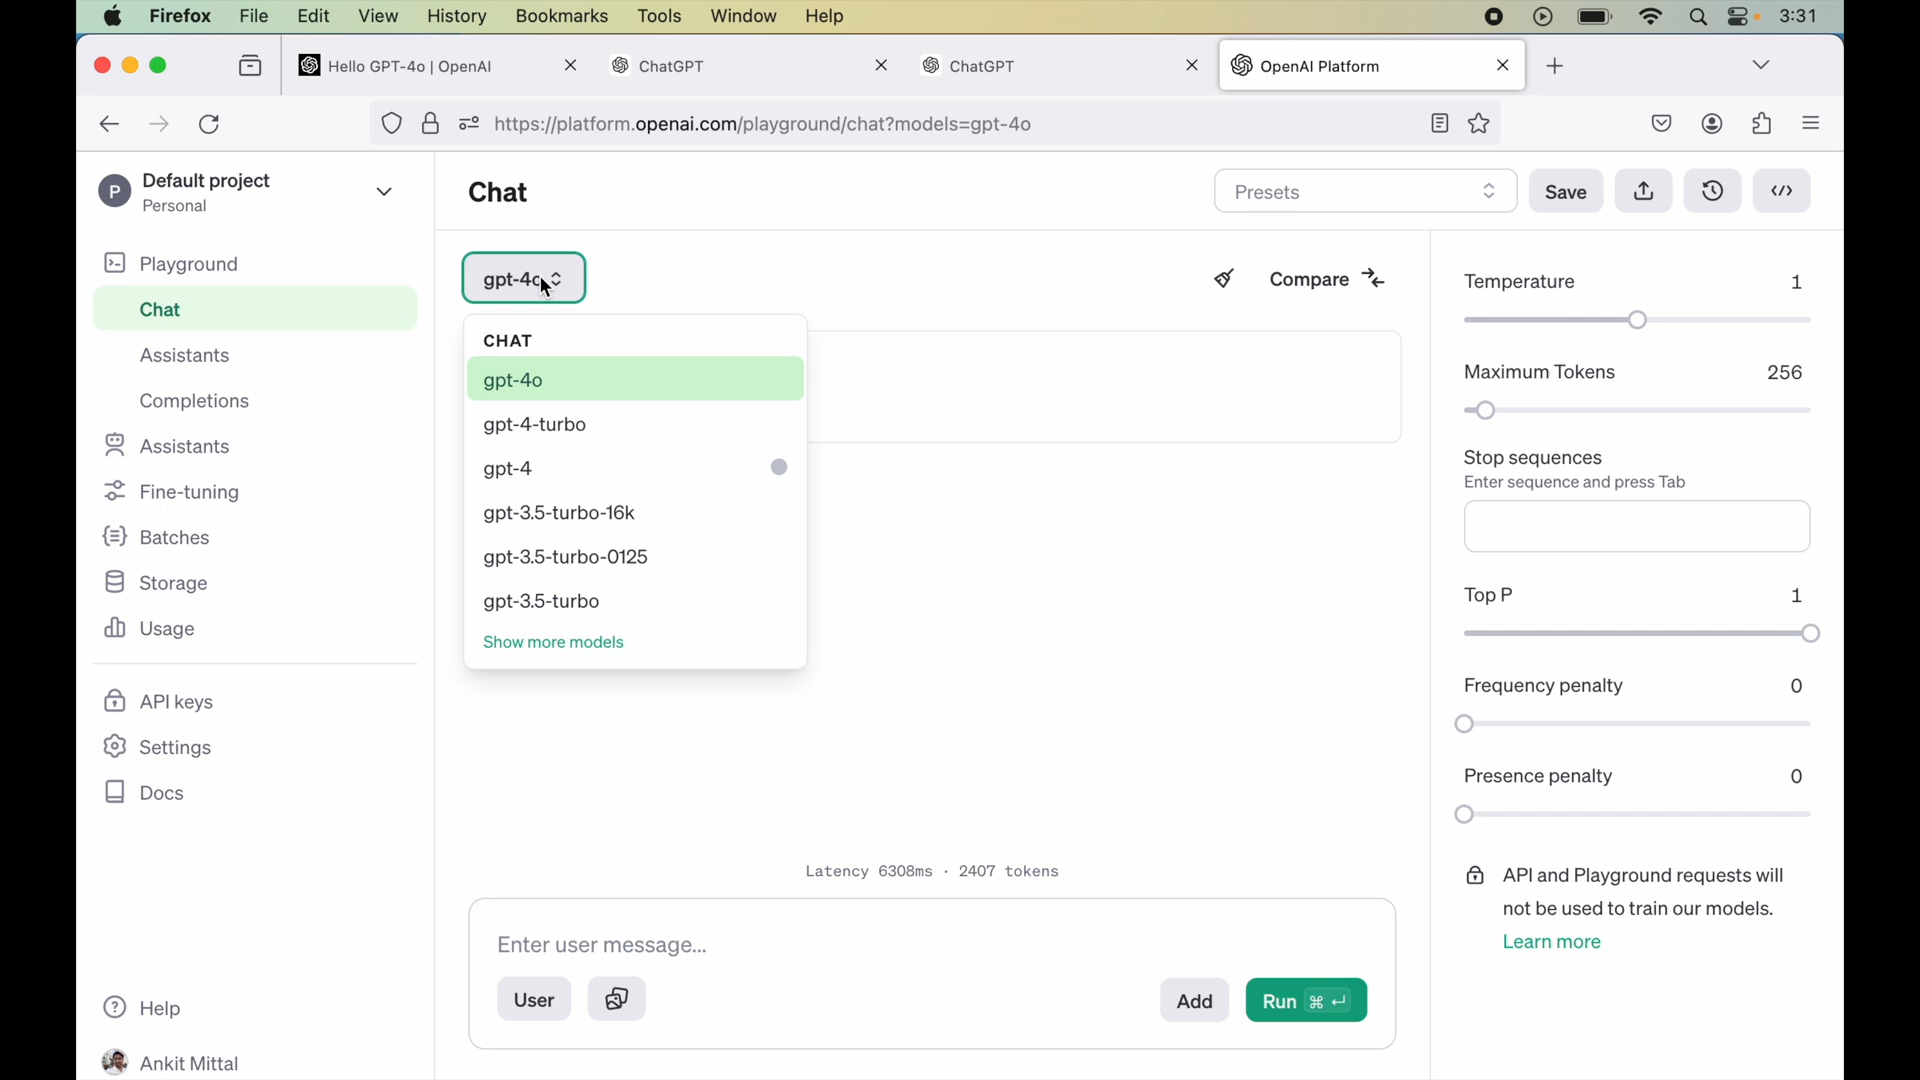 Firefox File Edit View History Bookmarks Tools Window Help 3:31
Hello GPT-4o | OpenAI ChatGPT ChatGPT OpenAI Platform
https://platform.openai.com/playground/chat?models=gpt-4o
P Default project
Personal
Chat
Presets Save
Playground
Chat
Assistants
Completions
Assistants
Fine-tuning
Batches
Storage
Usage
API keys
Settings
Docs
Help
Ankit Mittal
gpt-4o
Compare
CHAT
gpt-4o
gpt-4-turbo
gpt-4
gpt-3.5-turbo-16k
gpt-3.5-turbo-0125
gpt-3.5-turbo
Show more models
Latency 6308ms · 2407 tokens
Enter user message...
User Add Run ⌘ ↵
Temperature 1
Maximum Tokens 256
Stop sequences
Enter sequence and press Tab
Top P 1
Frequency penalty 0
Presence penalty 0
API and Playground requests will
not be used to train our models.
Learn more